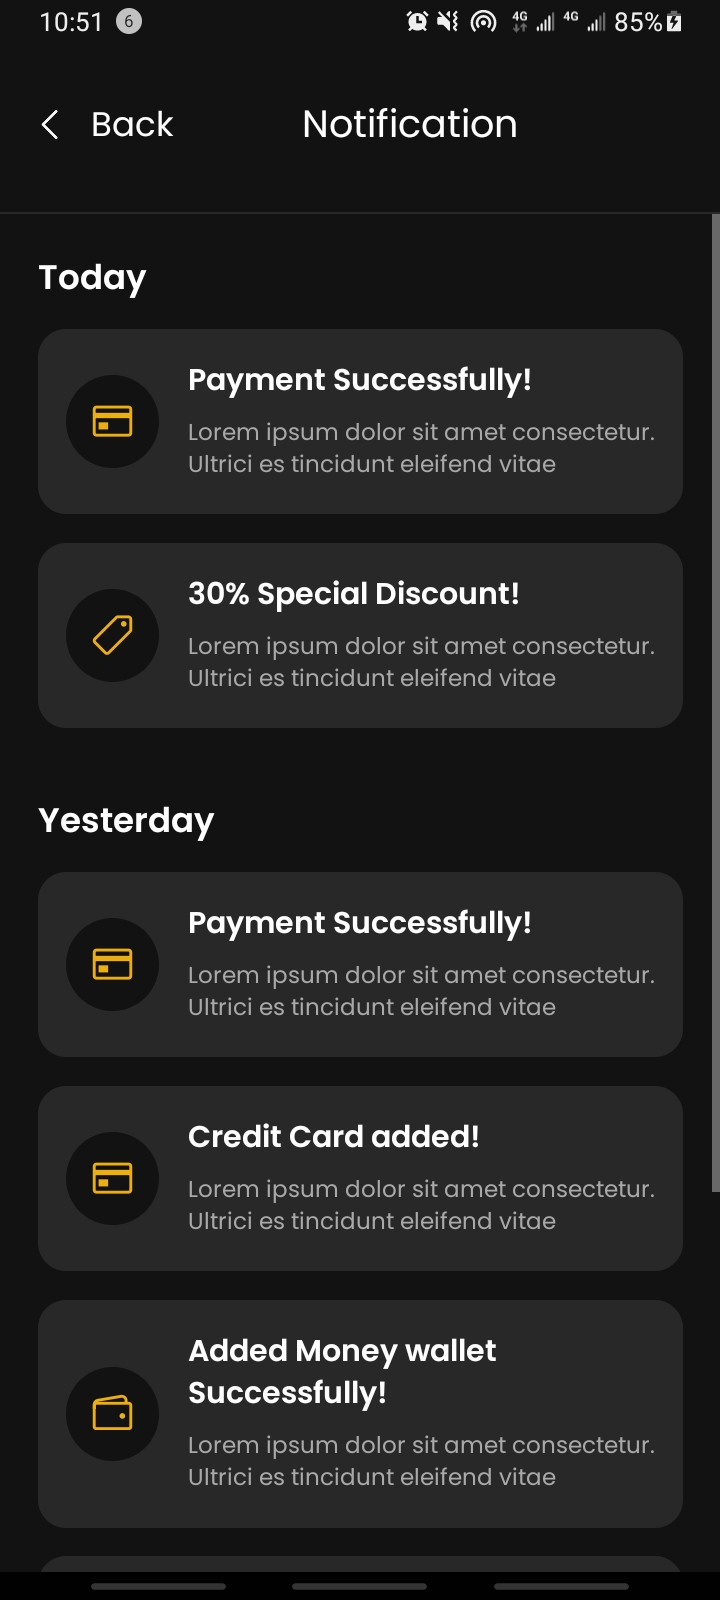 10:51 6 4G 4G 85%
Back Notification
Today
Payment Successfully!
Lorem ipsum dolor sit amet consectetur.
Ultrici es tincidunt eleifend vitae
30% Special Discount!
Lorem ipsum dolor sit amet consectetur.
Ultrici es tincidunt eleifend vitae
Yesterday
Payment Successfully!
Lorem ipsum dolor sit amet consectetur.
Ultrici es tincidunt eleifend vitae
Credit Card added!
Lorem ipsum dolor sit amet consectetur.
Ultrici es tincidunt eleifend vitae
Added Money wallet
Successfully!
Lorem ipsum dolor sit amet consectetur.
Ultrici es tincidunt eleifend vitae